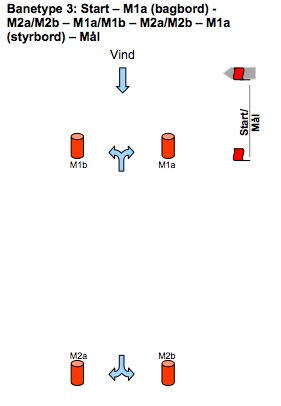 Banetype 3: Start – M1a (bagbord) -
M2a/M2b – M1a/M1b – M2a/M2b – M1a
(styrbord) – Mål
Vind
Start/
Mål
M1b
M1a
M2a
M2b